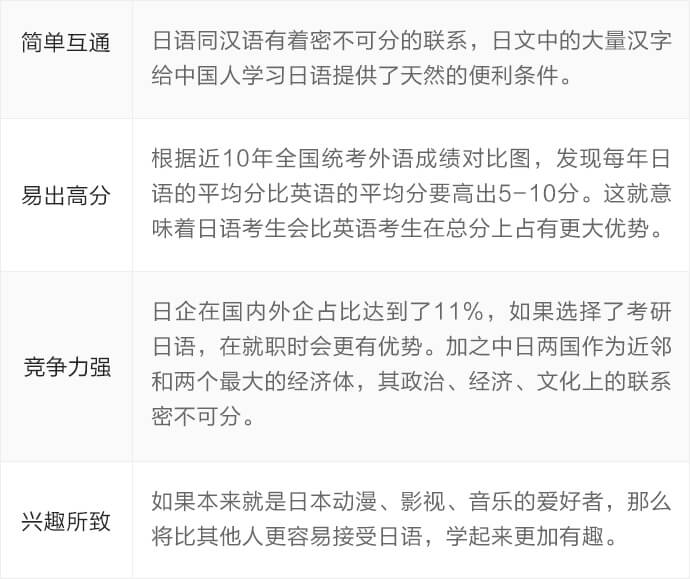 简单互通
日语同汉语有着密不可分的联系，日文中的大量汉字
给中国人学习日语提供了天然的便利条件。
易出高分
根据近10年全国统考外语成绩对比图，发现每年日
语的平均分比英语的平均分要高出5-10分。这就意
味着日语考生会比英语考生在总分上占有更大优势。
竞争力强
日企在国内外企占比达到了11%，如果选择了考研
日语，在就职时会更有优势。加之中日两国作为近邻
和两个最大的经济体，其政治、经济、文化上的联系
密不可分。
兴趣所致
如果本来就是日本动漫、影视、音乐的爱好者，那么
将比其他人更容易接受日语，学起来更加有趣。